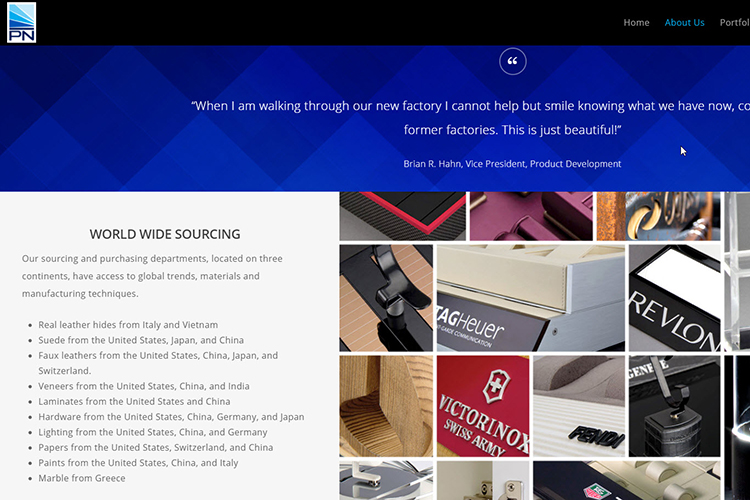 PN
Home About Us Portfol
“When I am walking through our new factory I cannot help but smile knowing what we have now, co
former factories. This is just beautiful!”
Brian R. Hahn, Vice President, Product Development
WORLD WIDE SOURCING
Our sourcing and purchasing departments, located on three
continents, have access to global trends, materials and
manufacturing techniques.
• Real leather hides from Italy and Vietnam
• Suede from the United States, Japan, and China
• Faux leathers from the United States, China, Japan, and
Switzerland.
• Veneers from the United States, China, and India
• Laminates from the United States and China
• Hardware from the United States, China, Germany, and Japan
• Lighting from the United States, China, and Germany
• Papers from the United States, Switzerland, and China
• Paints from the United States, China, and Italy
• Marble from Greece
TAGHeuer
GARDE COMMUNICATION
REVLON
VICTORINOX
SWISS ARMY
FENDI
GENEVE
TAG